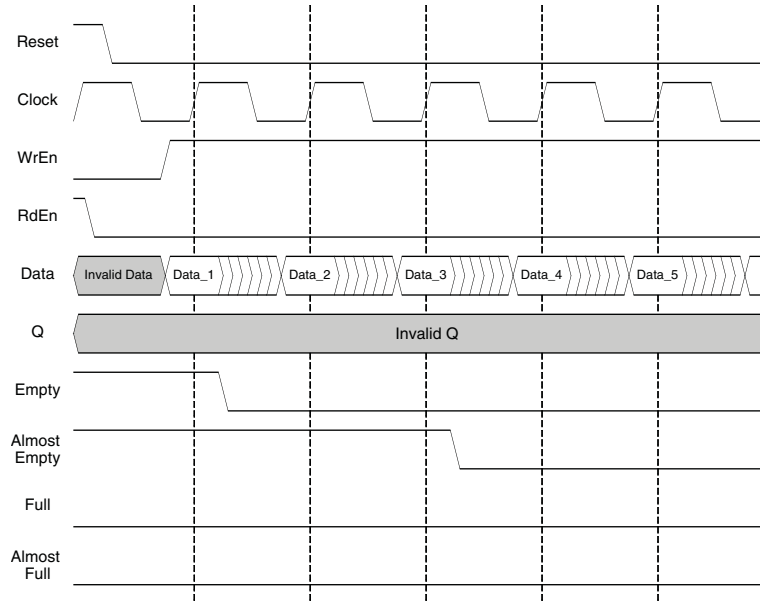 Reset
Clock
WrEn
RdEn
Data
Invalid Data
Data_1
Data_2
Data_3
Data_4
Data_5
Q
Invalid Q
Empty
Almost
Empty
Full
Almost
Full